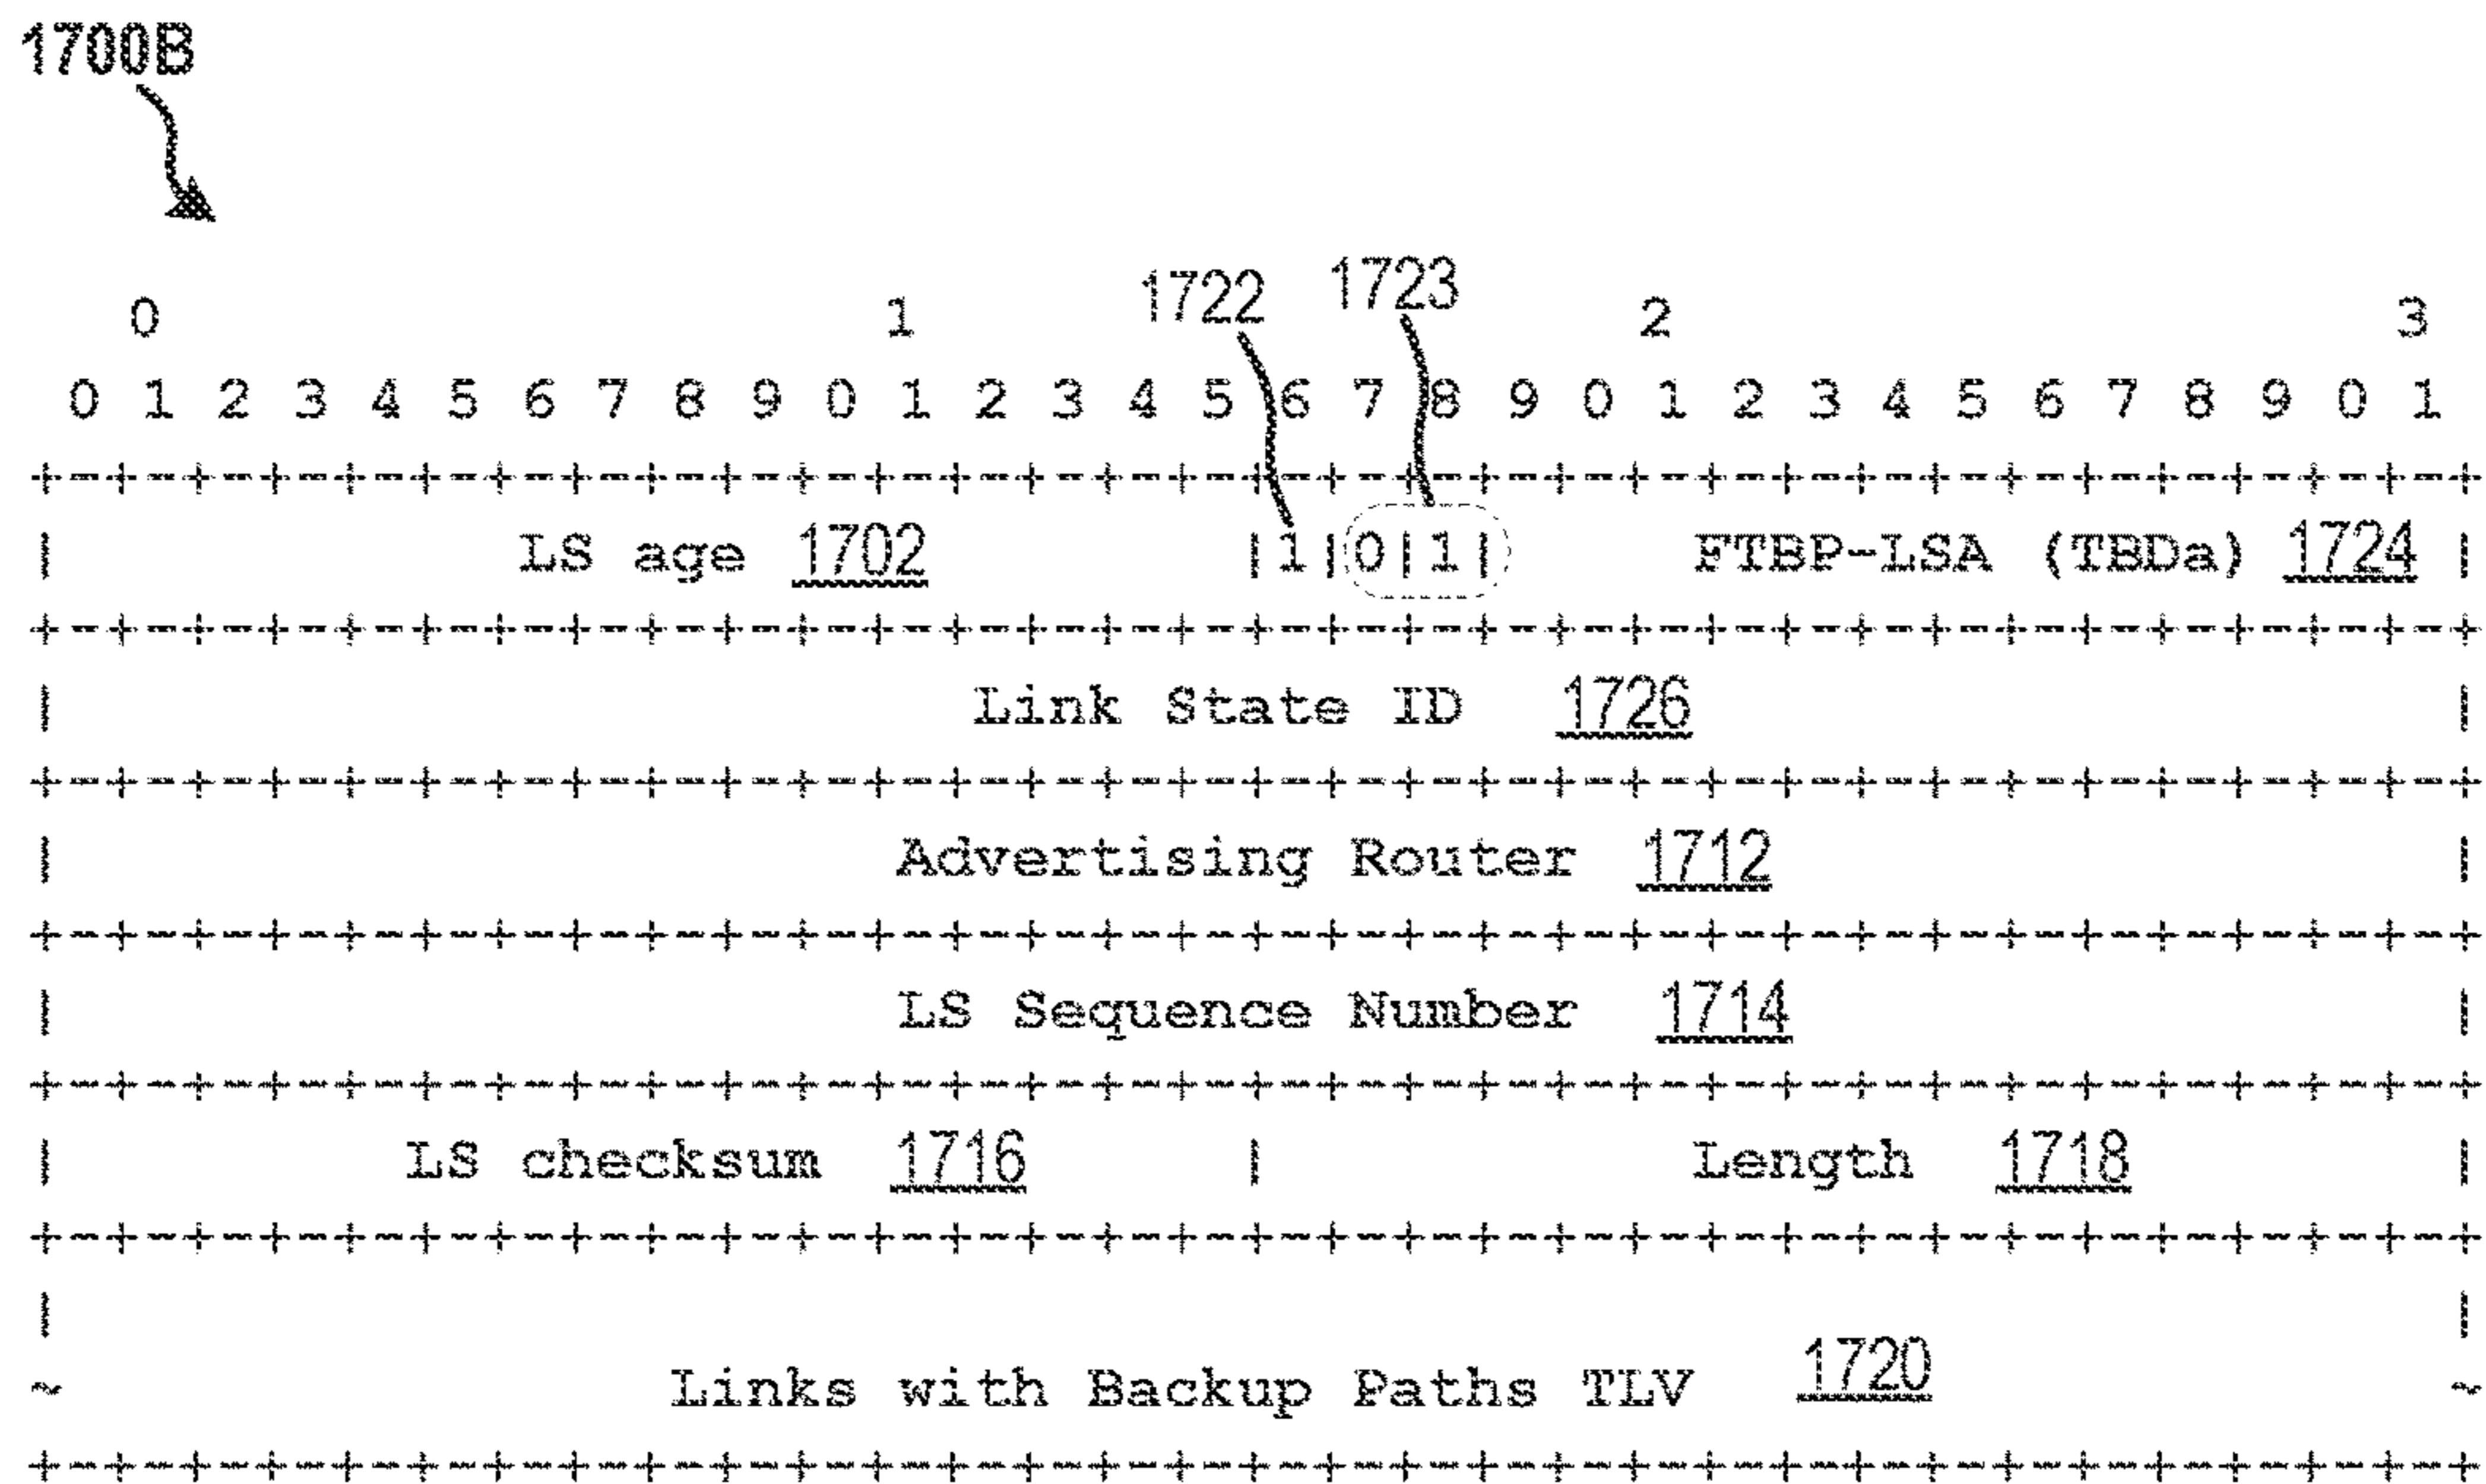 1700B
1722 1723
0 1 2 3
0 1 2 3 4 5 6 7 8 9 0 1 2 3 4 5 6 7 8 9 0 1 2 3 4 5 6 7 8 9 0 1
+-+-+-+-+-+-+-+-+-+-+-+-+-+-+-+-+-+-+-+-+-+-+-+-+-+-+-+-+-+-+-+-+
| LS age 1702 |1|0|1| FTBP-LSA (TBDa) 1724 |
+-+-+-+-+-+-+-+-+-+-+-+-+-+-+-+-+-+-+-+-+-+-+-+-+-+-+-+-+-+-+-+-+
| Link State ID 1726 |
+-+-+-+-+-+-+-+-+-+-+-+-+-+-+-+-+-+-+-+-+-+-+-+-+-+-+-+-+-+-+-+-+
| Advertising Router 1712 |
+-+-+-+-+-+-+-+-+-+-+-+-+-+-+-+-+-+-+-+-+-+-+-+-+-+-+-+-+-+-+-+-+
| LS Sequence Number 1714 |
+-+-+-+-+-+-+-+-+-+-+-+-+-+-+-+-+-+-+-+-+-+-+-+-+-+-+-+-+-+-+-+-+
| LS checksum 1716 | Length 1718 |
+-+-+-+-+-+-+-+-+-+-+-+-+-+-+-+-+-+-+-+-+-+-+-+-+-+-+-+-+-+-+-+-+
| |
~ Links with Backup Paths TLV 1720 ~
+-+-+-+-+-+-+-+-+-+-+-+-+-+-+-+-+-+-+-+-+-+-+-+-+-+-+-+-+-+-+-+-+